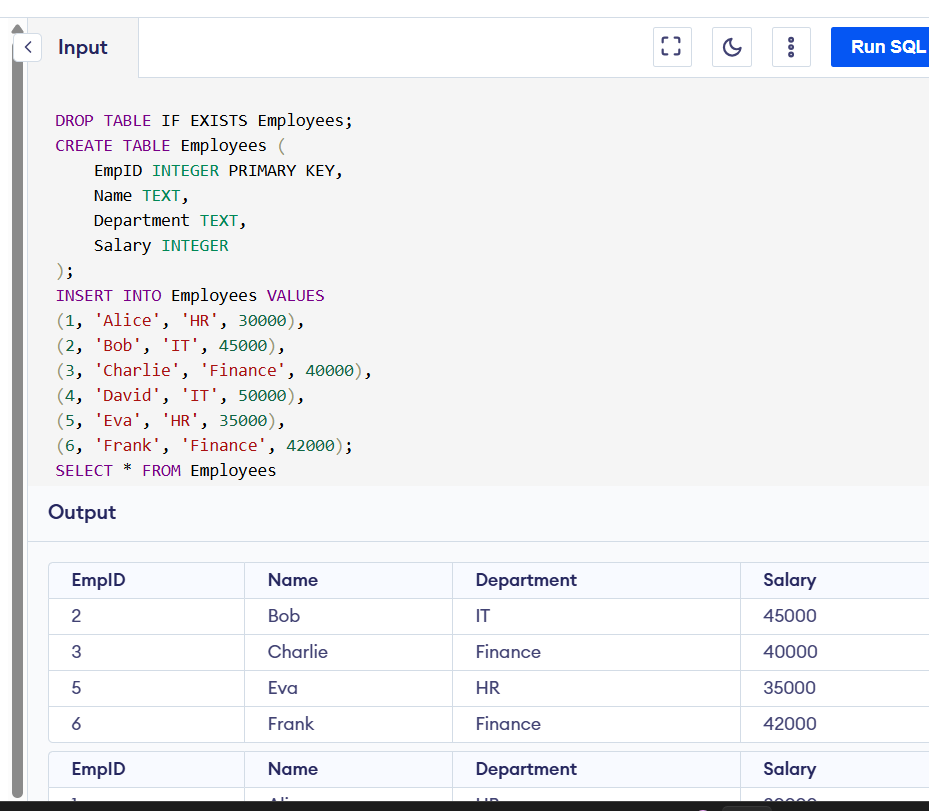 Input
Run SQL
DROP TABLE IF EXISTS Employees;
CREATE TABLE Employees (
    EmpID INTEGER PRIMARY KEY,
    Name TEXT,
    Department TEXT,
    Salary INTEGER
);
INSERT INTO Employees VALUES
(1, 'Alice', 'HR', 30000),
(2, 'Bob', 'IT', 45000),
(3, 'Charlie', 'Finance', 40000),
(4, 'David', 'IT', 50000),
(5, 'Eva', 'HR', 35000),
(6, 'Frank', 'Finance', 42000);
SELECT * FROM Employees
Output
EmpID Name Department Salary
2 Bob IT 45000
3 Charlie Finance 40000
5 Eva HR 35000
6 Frank Finance 42000
EmpID Name Department Salary